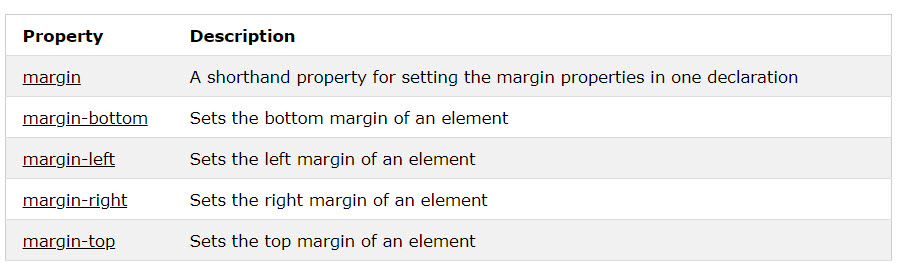 Property Description
margin A shorthand property for setting the margin properties in one declaration
margin-bottom Sets the bottom margin of an element
margin-left Sets the left margin of an element
margin-right Sets the right margin of an element
margin-top Sets the top margin of an element